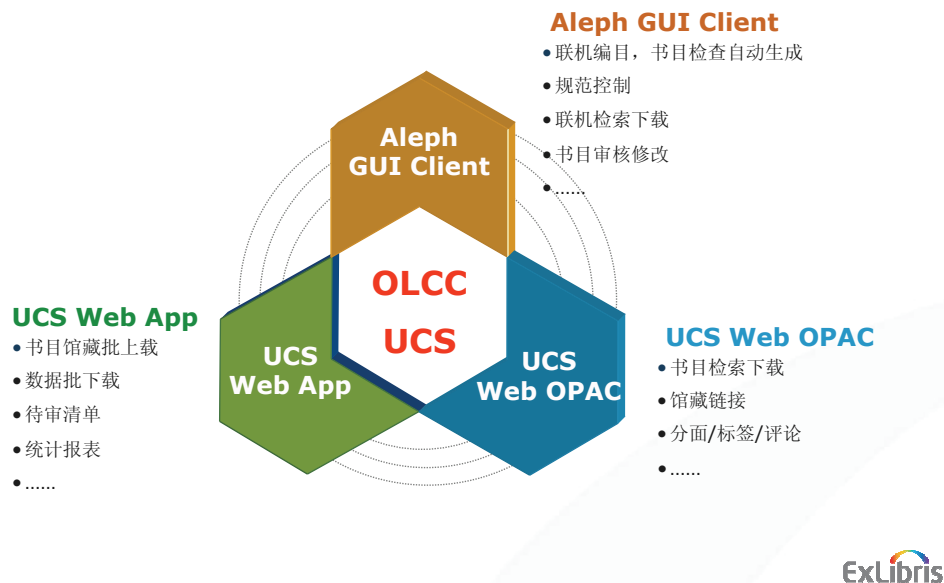 Aleph GUI Client
•联机编目，书目检查自动生成
•规范控制
•联机检索下载
•书目审核修改
•......
Aleph
GUI Client
OLCC
UCS
UCS
Web App
UCS
Web OPAC
UCS Web App
•书目馆藏批上载
•数据批下载
•待审清单
•统计报表
•......
UCS Web OPAC
•书目检索下载
•馆藏链接
•分面/标签/评论
•......
ExLibris